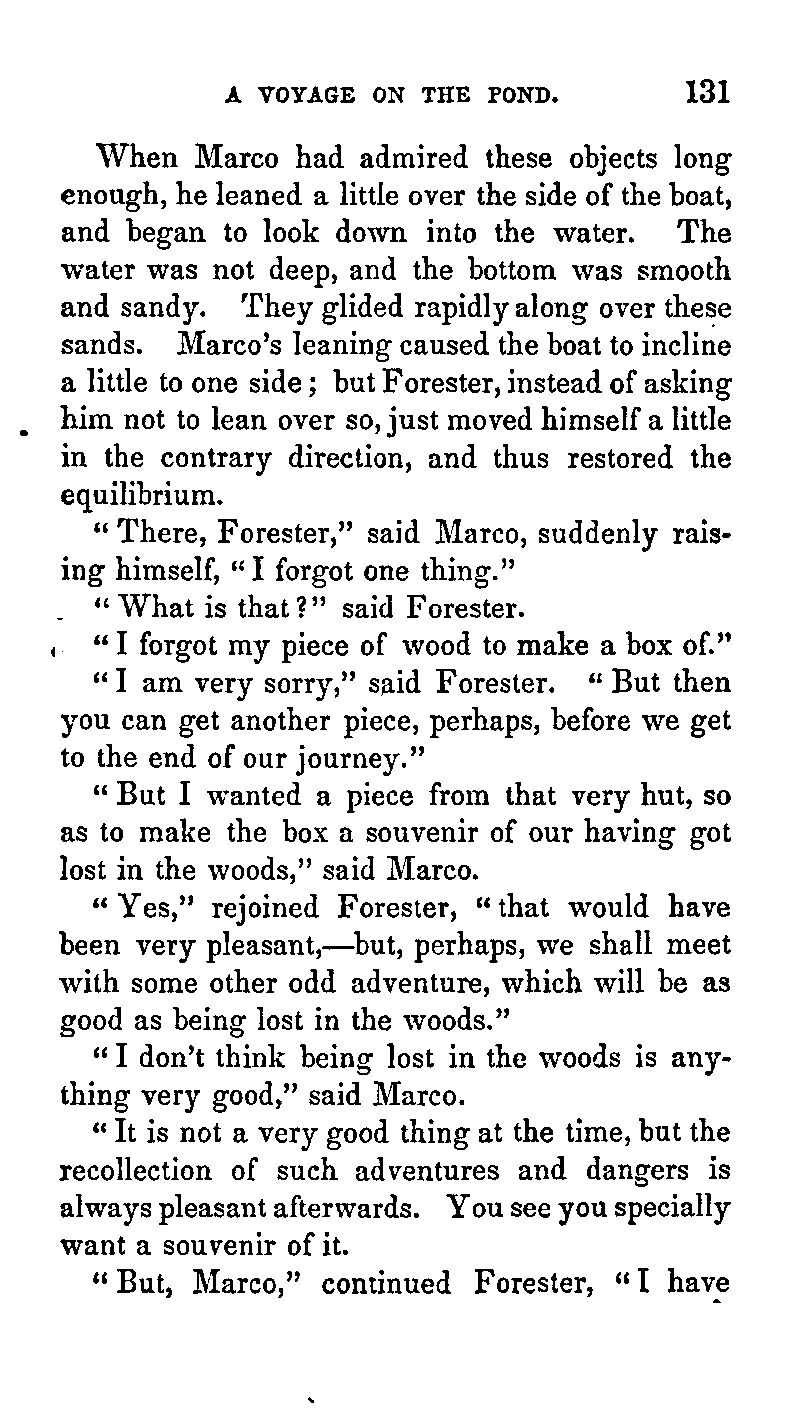 A VOYAGE ON THE POND. 131
When Marco had admired these objects long
enough, he leaned a little over the side of the boat,
and began to look down into the water. The
water was not deep, and the bottom was smooth
and sandy. They glided rapidly along over these
sands. Marco's leaning caused the boat to incline
a little to one side; but Forester, instead of asking
him not to lean over so, just moved himself a little
in the contrary direction, and thus restored the
equilibrium.
"There, Forester," said Marco, suddenly rais-
ing himself, "I forgot one thing."
"What is that?" said Forester.
"I forgot my piece of wood to make a box of."
"I am very sorry," said Forester. "But then
you can get another piece, perhaps, before we get
to the end of our journey."
"But I wanted a piece from that very hut, so
as to make the box a souvenir of our having got
lost in the woods," said Marco.
"Yes," rejoined Forester, "that would have
been very pleasant,—but, perhaps, we shall meet
with some other odd adventure, which will be as
good as being lost in the woods."
"I don't think being lost in the woods is any-
thing very good," said Marco.
"It is not a very good thing at the time, but the
recollection of such adventures and dangers is
always pleasant afterwards. You see you specially
want a souvenir of it.
"But, Marco," continued Forester, "I have